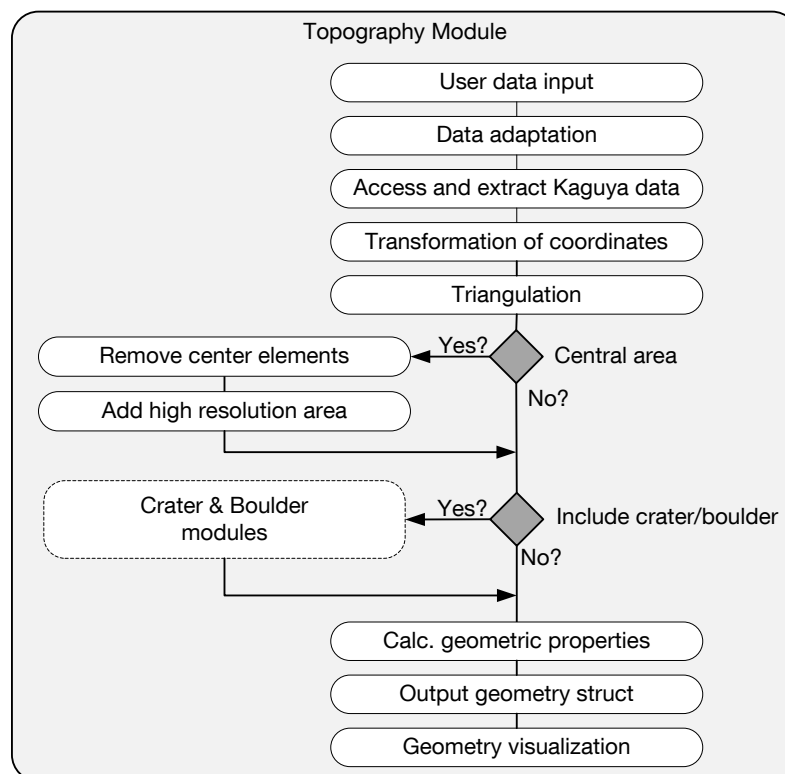 Topography Module
User data input
Data adaptation
Access and extract Kaguya data
Transformation of coordinates
Triangulation
Yes?
Central area
Remove center elements
No?
Add high resolution area
Crater & Boulder
modules
Yes?
Include crater/boulder
No?
Calc. geometric properties
Output geometry struct
Geometry visualization